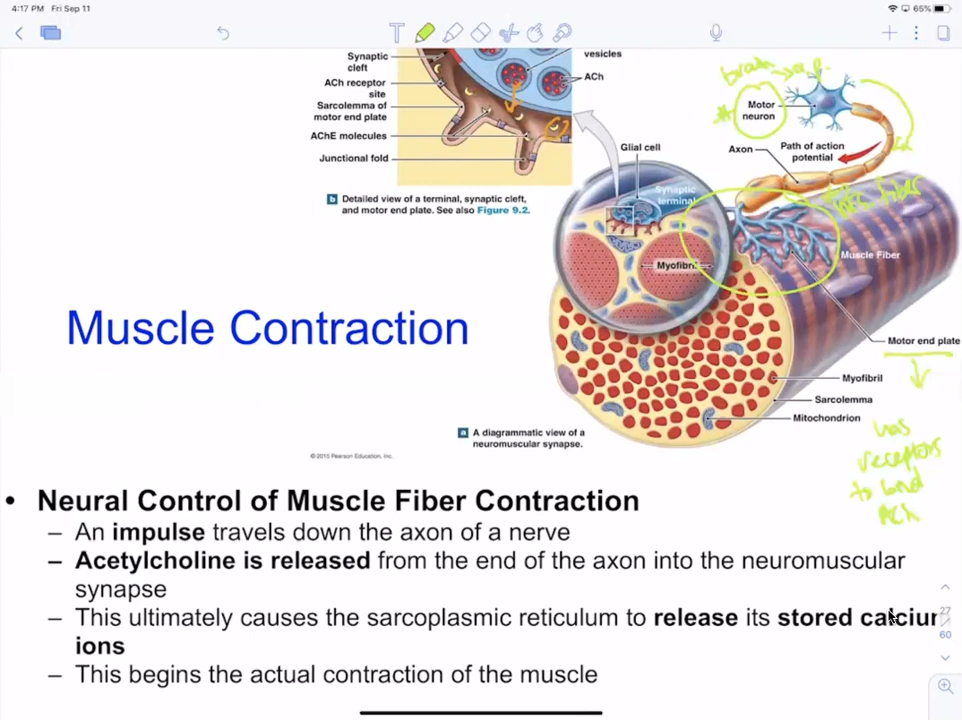 4:17 PM Fri Sep 11
65%
T
Synaptic
cleft
ACh receptor
site
Sarcolemma of
motor end plate
AChE molecules
Junctional fold
vesicles
ACh
b Detailed view of a terminal, synaptic cleft,
and motor end plate. See also Figure 9.2.
Glial cell
Synaptic
terminal
Myofibril
Motor
neuron
Axon
Path of action
potential
fiber
Muscle Fiber
Motor end plate
has
receptors
to bind
ACh
Myofibril
Sarcolemma
Mitochondrion
Muscle Contraction
a A diagrammatic view of a
neuromuscular synapse.
©2015 Pearson Education, Inc.
• Neural Control of Muscle Fiber Contraction
– An impulse travels down the axon of a nerve
– Acetylcholine is released from the end of the axon into the neuromuscular
synapse
– This ultimately causes the sarcoplasmic reticulum to release its stored calcium
ions
– This begins the actual contraction of the muscle
27
60